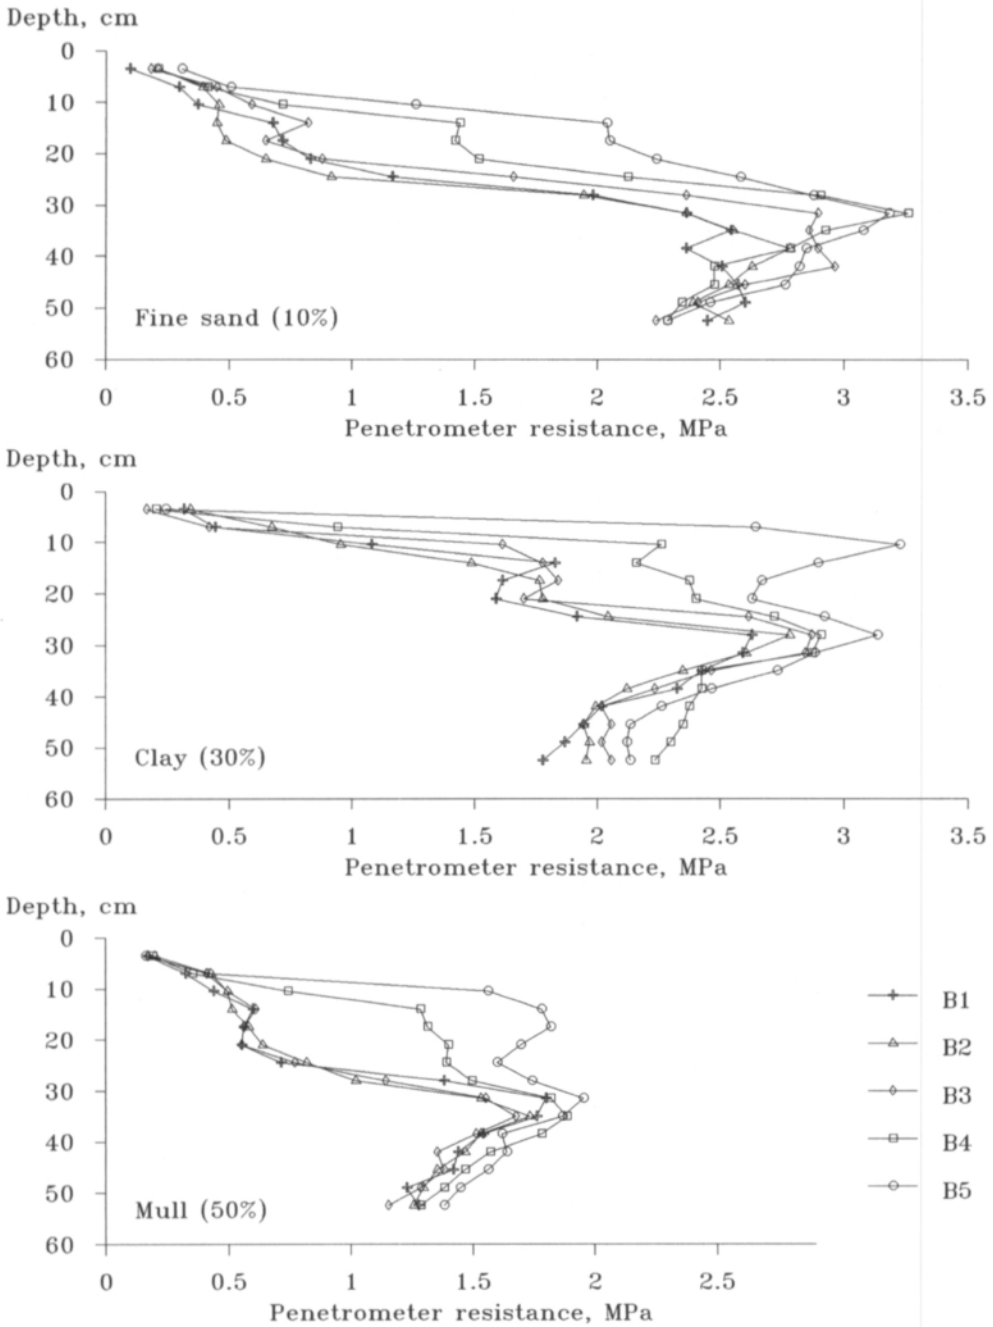 Depth, cm
0
10
20
30
40
50
60
Fine sand (10%)
0 0.5 1 1.5 2 2.5 3 3.5
Penetrometer resistance, MPa
Depth, cm
0
10
20
30
40
50
60
Clay (30%)
0 0.5 1 1.5 2 2.5 3 3.5
Penetrometer resistance, MPa
Depth, cm
0
10
20
30
40
50
60
Mull (50%)
B1
B2
B3
B4
B5
0 0.5 1 1.5 2 2.5
Penetrometer resistance, MPa